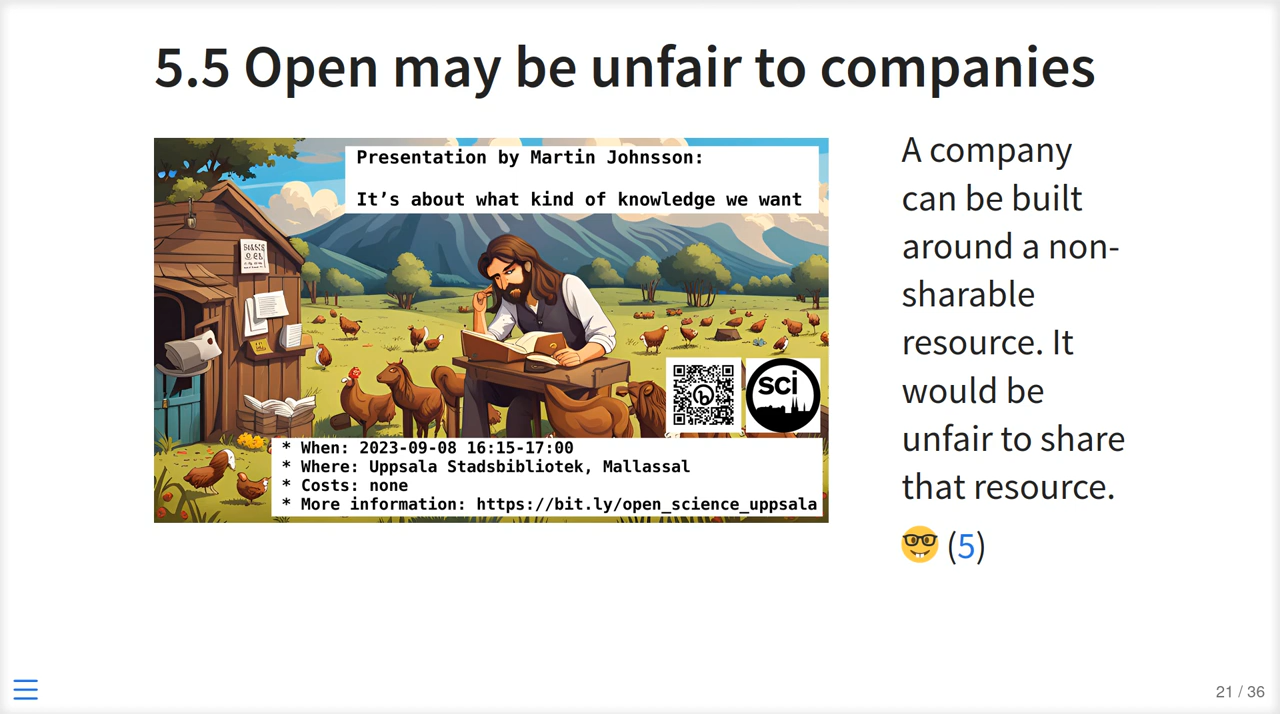 5.5 Open may be unfair to companies
Presentation by Martin Johnsson:
It’s about what kind of knowledge we want
sci
* When: 2023-09-08 16:15-17:00
* Where: Uppsala Stadsbibliotek, Mallassal
* Costs: none
* More information: https://bit.ly/open_science_uppsala
A company
can be built
around a non-
sharable
resource. It
would be
unfair to share
that resource.
🤓 (5)
21 / 36